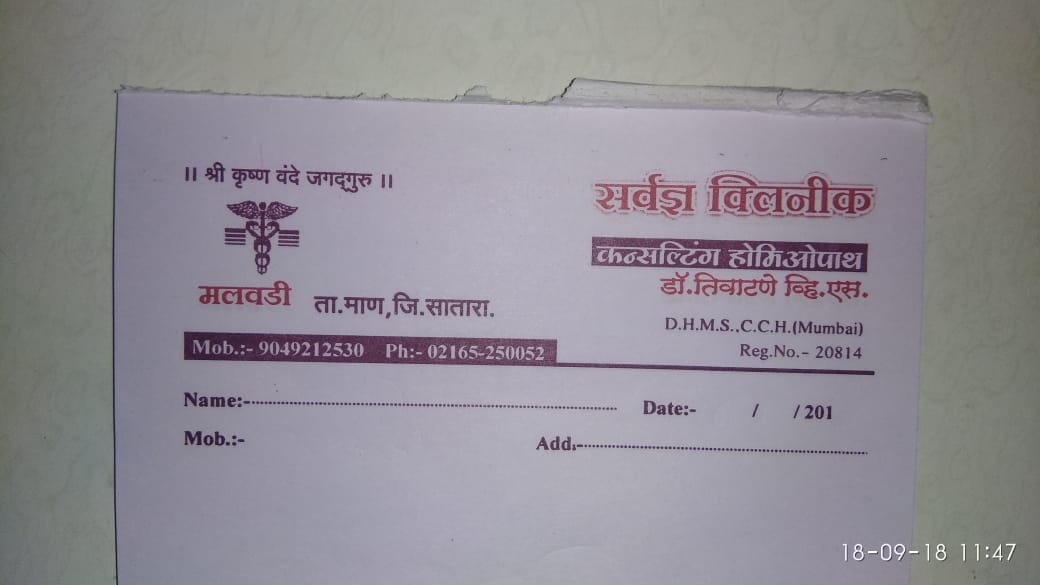 ।। श्री कृष्ण वंदे जगद्‌गुरु ।।
सर्वज्ञ क्लिनीक
कन्सल्टिंग होमिओपाथ
मलवडी ता.माण,जि.सातारा.
डॉ.तिवाटणे व्हि.एस.
D.H.M.S..,C.C.H.(Mumbai)
Mob.:- 9049212530 Ph:- 02165-250052
Reg.No.- 20814
Name:- Date:- / /201
Mob.:- Add.-
18-09-18 11:47